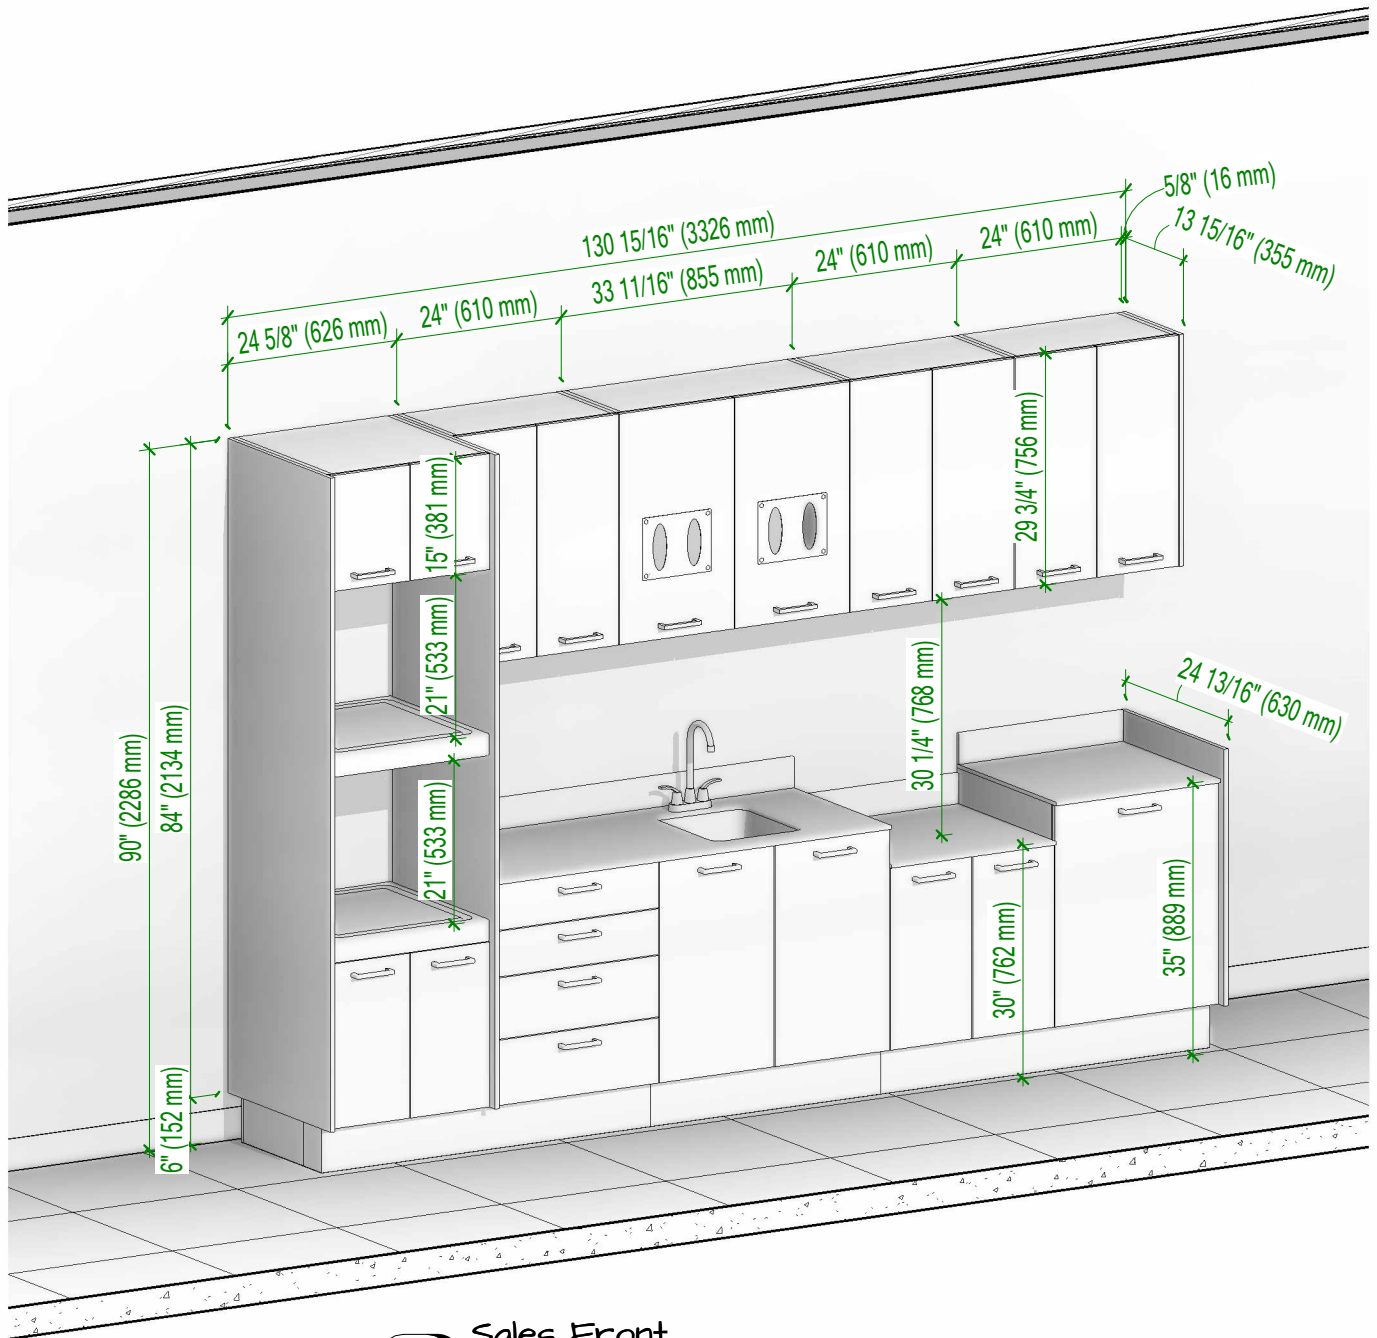 5/8" (16 mm)
13 15/16" (355 mm)
130 15/16" (3326 mm)
24" (610 mm)
24" (610 mm)
33 11/16" (855 mm)
24" (610 mm)
24 5/8" (626 mm)
29 3/4" (756 mm)
15" (381 mm)
21" (533 mm)
30 1/4" (768 mm)
24 13/16" (630 mm)
90" (2286 mm)
84" (2134 mm)
21" (533 mm)
30" (762 mm)
35" (889 mm)
6" (152 mm)
Sales Front